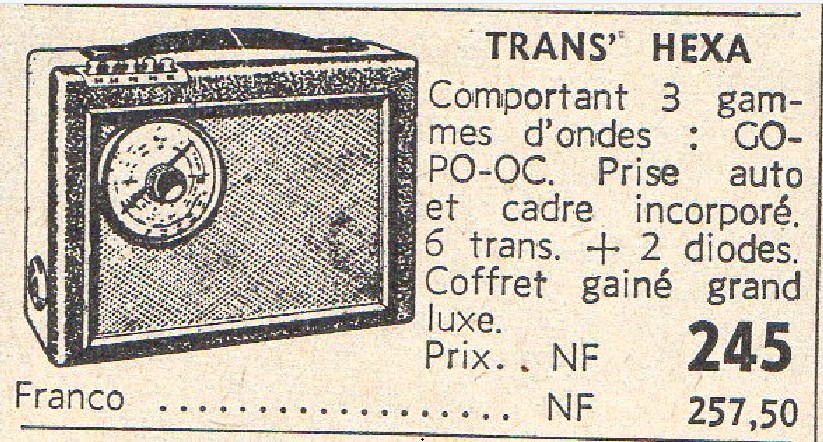 TRANS' HEXA
Comportant 3 gam-
mes d'ondes : GO-
PO-OC. Prise auto
et cadre incorporé.
6 trans. + 2 diodes.
Coffret gainé grand
luxe.
Prix. . NF 245
Franco .................. NF 257,50